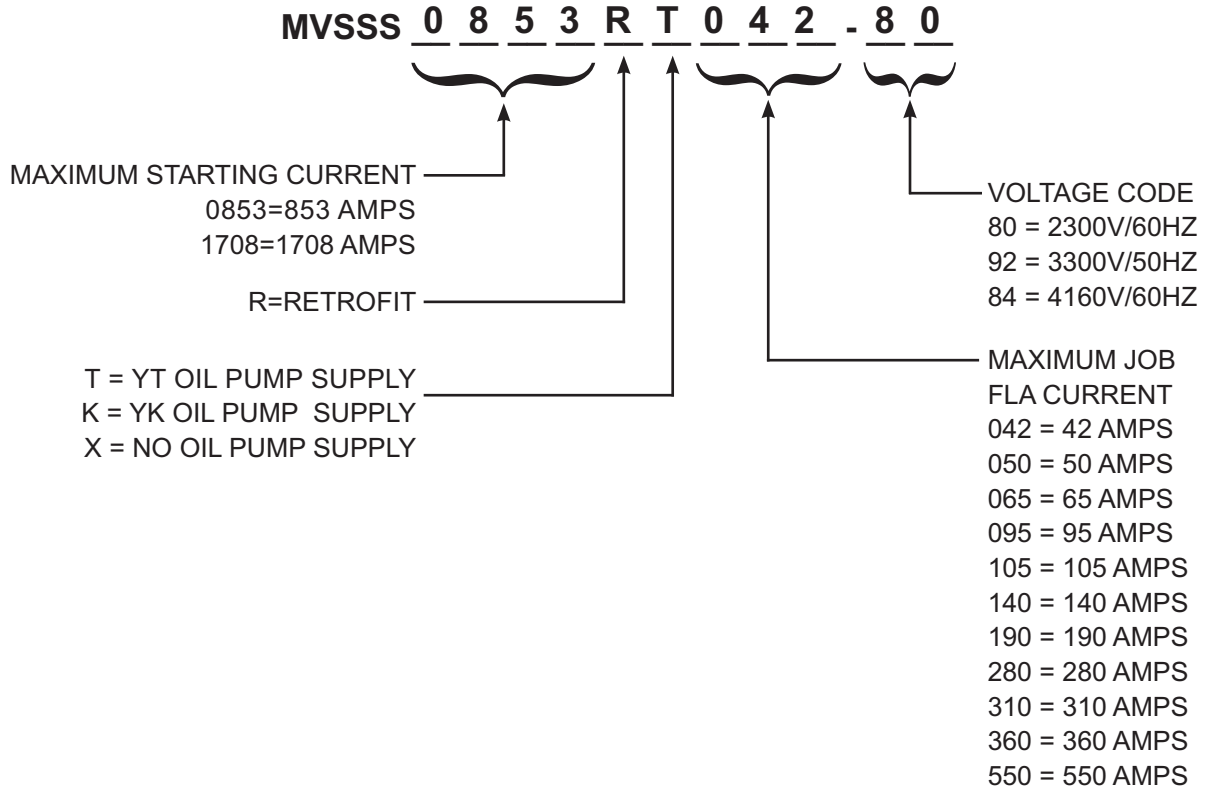 MVSSS 0 8 5 3 R T 0 4 2 - 8 0
MAXIMUM STARTING CURRENT
0853=853 AMPS
1708=1708 AMPS
R=RETROFIT
T = YT OIL PUMP SUPPLY
K = YK OIL PUMP SUPPLY
X = NO OIL PUMP SUPPLY
VOLTAGE CODE
80 = 2300V/60HZ
92 = 3300V/50HZ
84 = 4160V/60HZ
MAXIMUM JOB
FLA CURRENT
042 = 42 AMPS
050 = 50 AMPS
065 = 65 AMPS
095 = 95 AMPS
105 = 105 AMPS
140 = 140 AMPS
190 = 190 AMPS
280 = 280 AMPS
310 = 310 AMPS
360 = 360 AMPS
550 = 550 AMPS